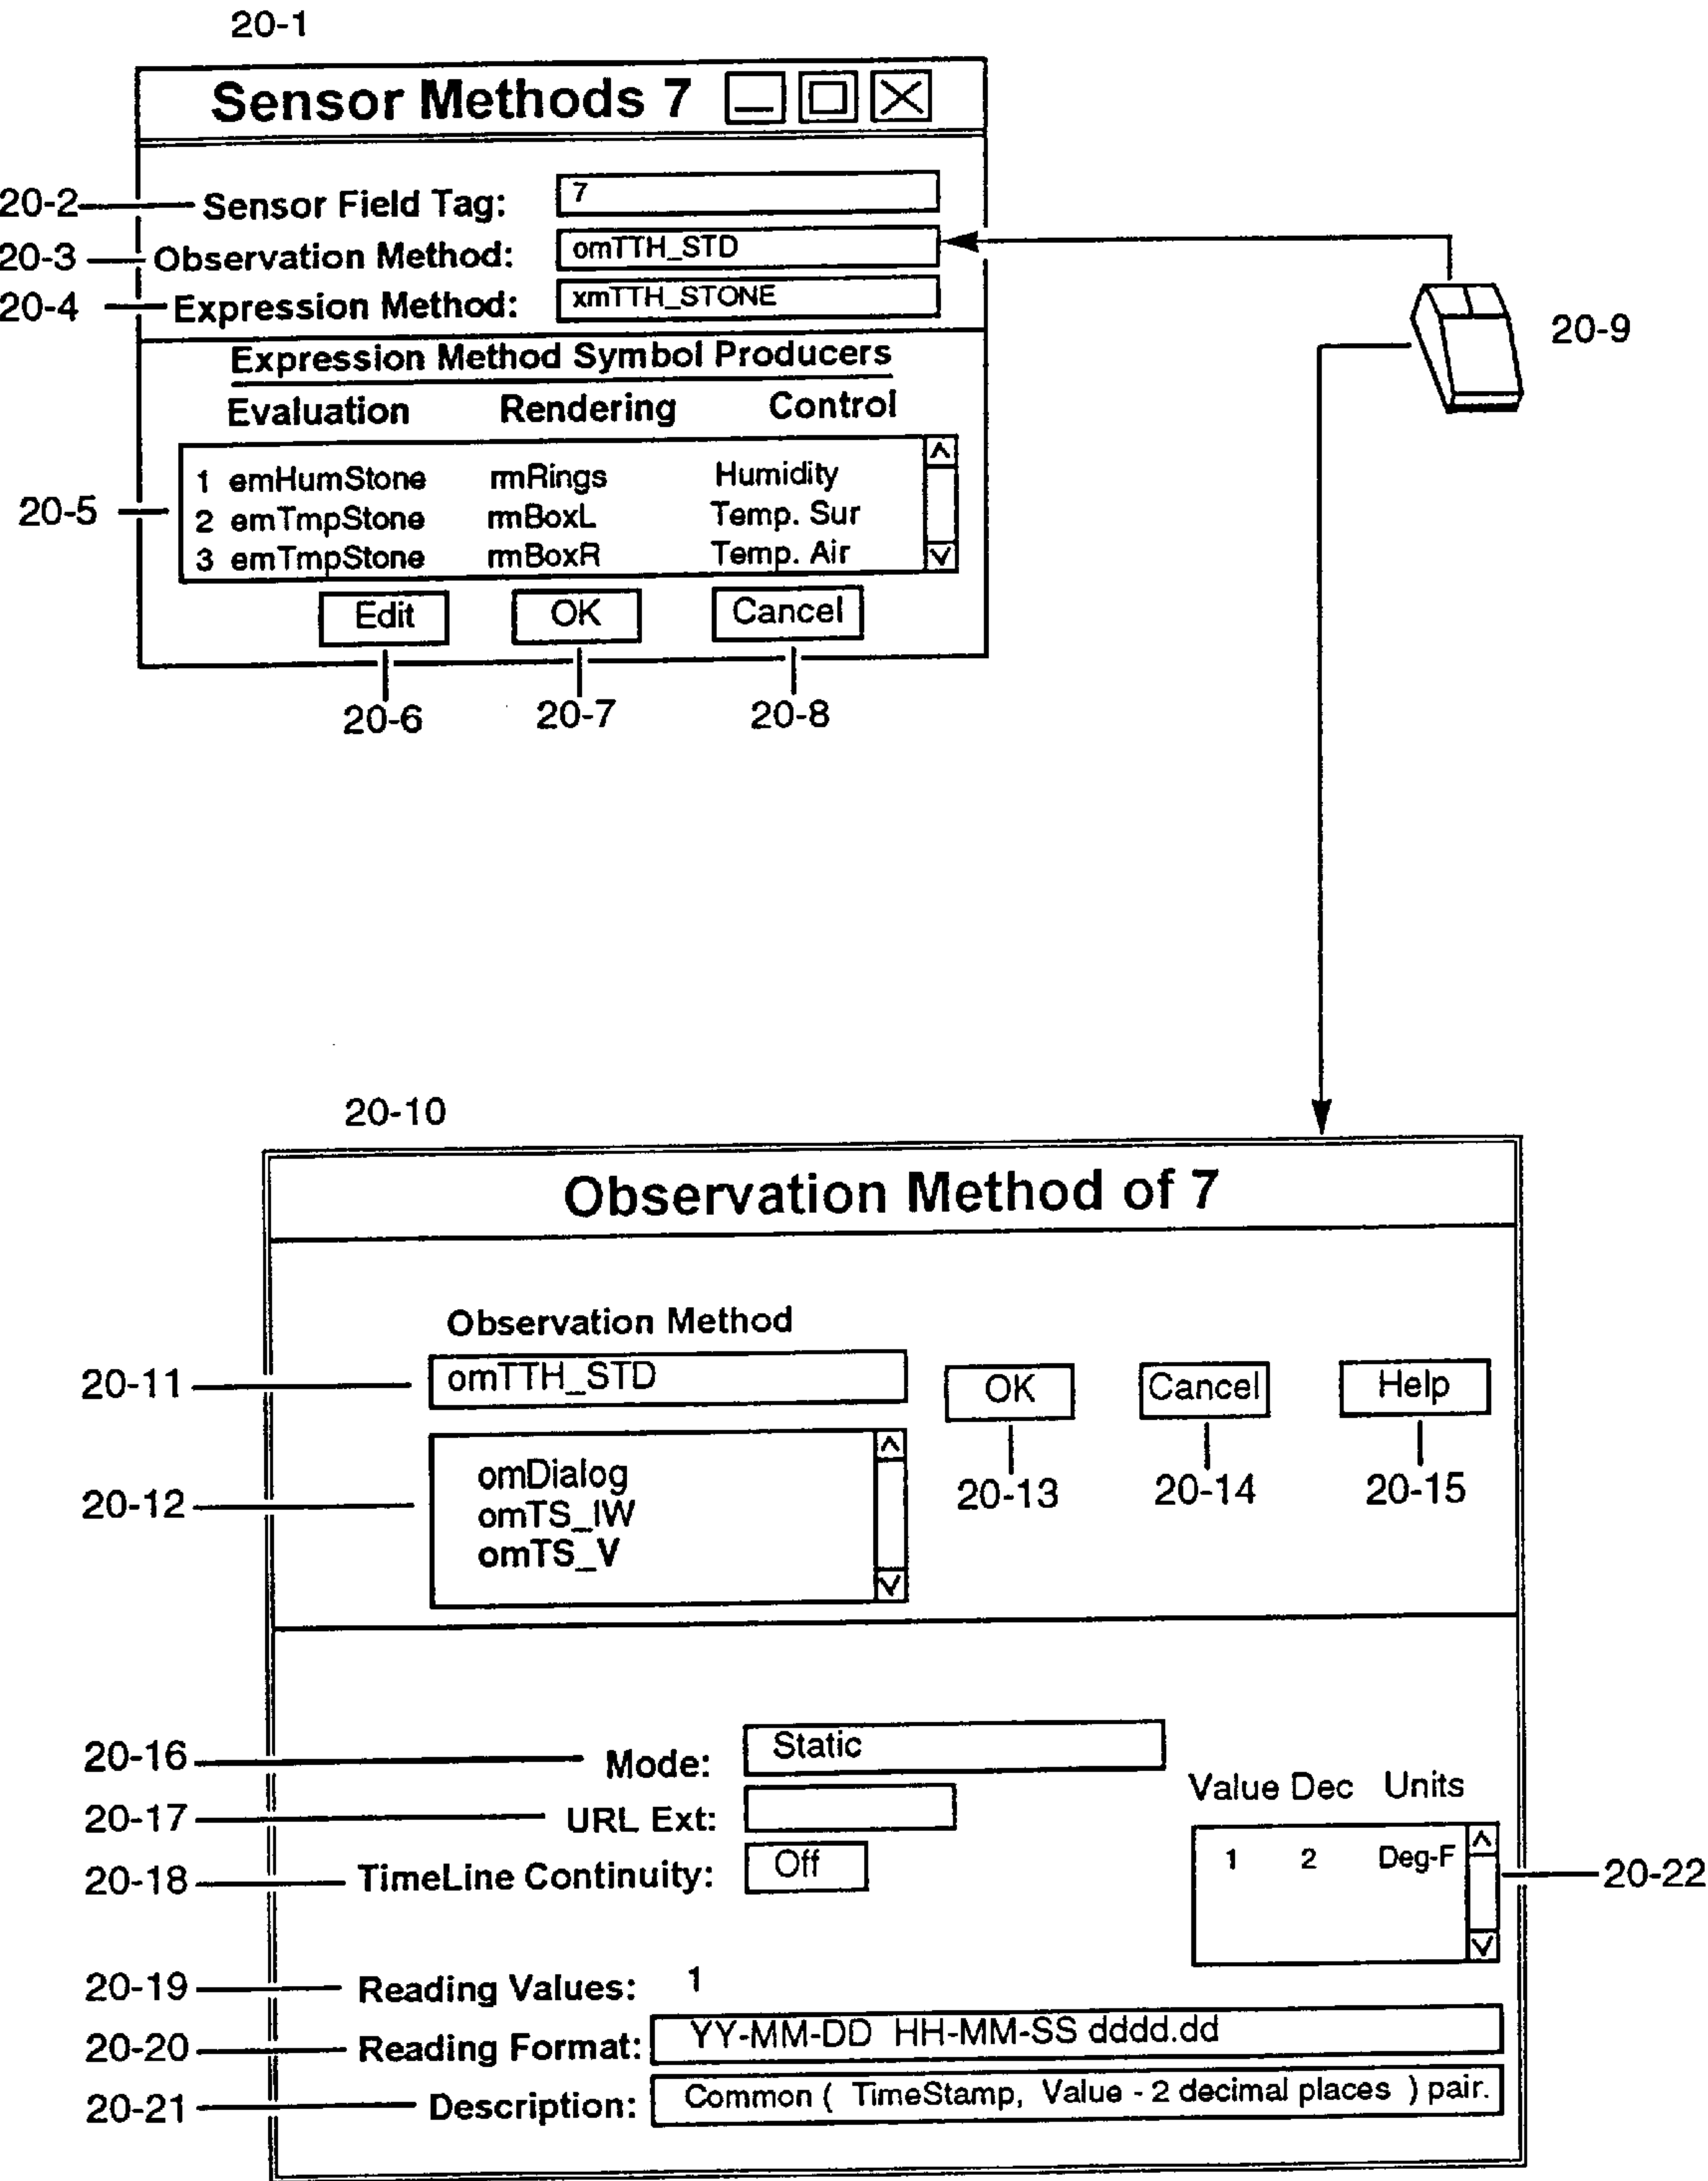 20-1
Sensor Methods 7
20-2 Sensor Field Tag: 7
20-3 Observation Method: omTTH_STD
20-4 Expression Method: xmTTH_STONE
20-9
Expression Method Symbol Producers
Evaluation Rendering Control
20-5
1 emHumStone rmRings Humidity
2 emTmpStone rmBoxL Temp. Sur
3 emTmpStone rmBoxR Temp. Air
Edit OK Cancel
20-6 20-7 20-8
20-10
Observation Method of 7
Observation Method
20-11 omTTH_STD OK Cancel Help
20-13 20-14 20-15
20-12
omDialog
omTS_IW
omTS_V
20-16 Mode: Static
Value Dec Units
20-17 URL Ext:
20-18 TimeLine Continuity: Off
1 2 Deg-F 20-22
20-19 Reading Values: 1
20-20 Reading Format: YY-MM-DD HH-MM-SS dddd.dd
20-21 Description: Common ( TimeStamp, Value - 2 decimal places ) pair.